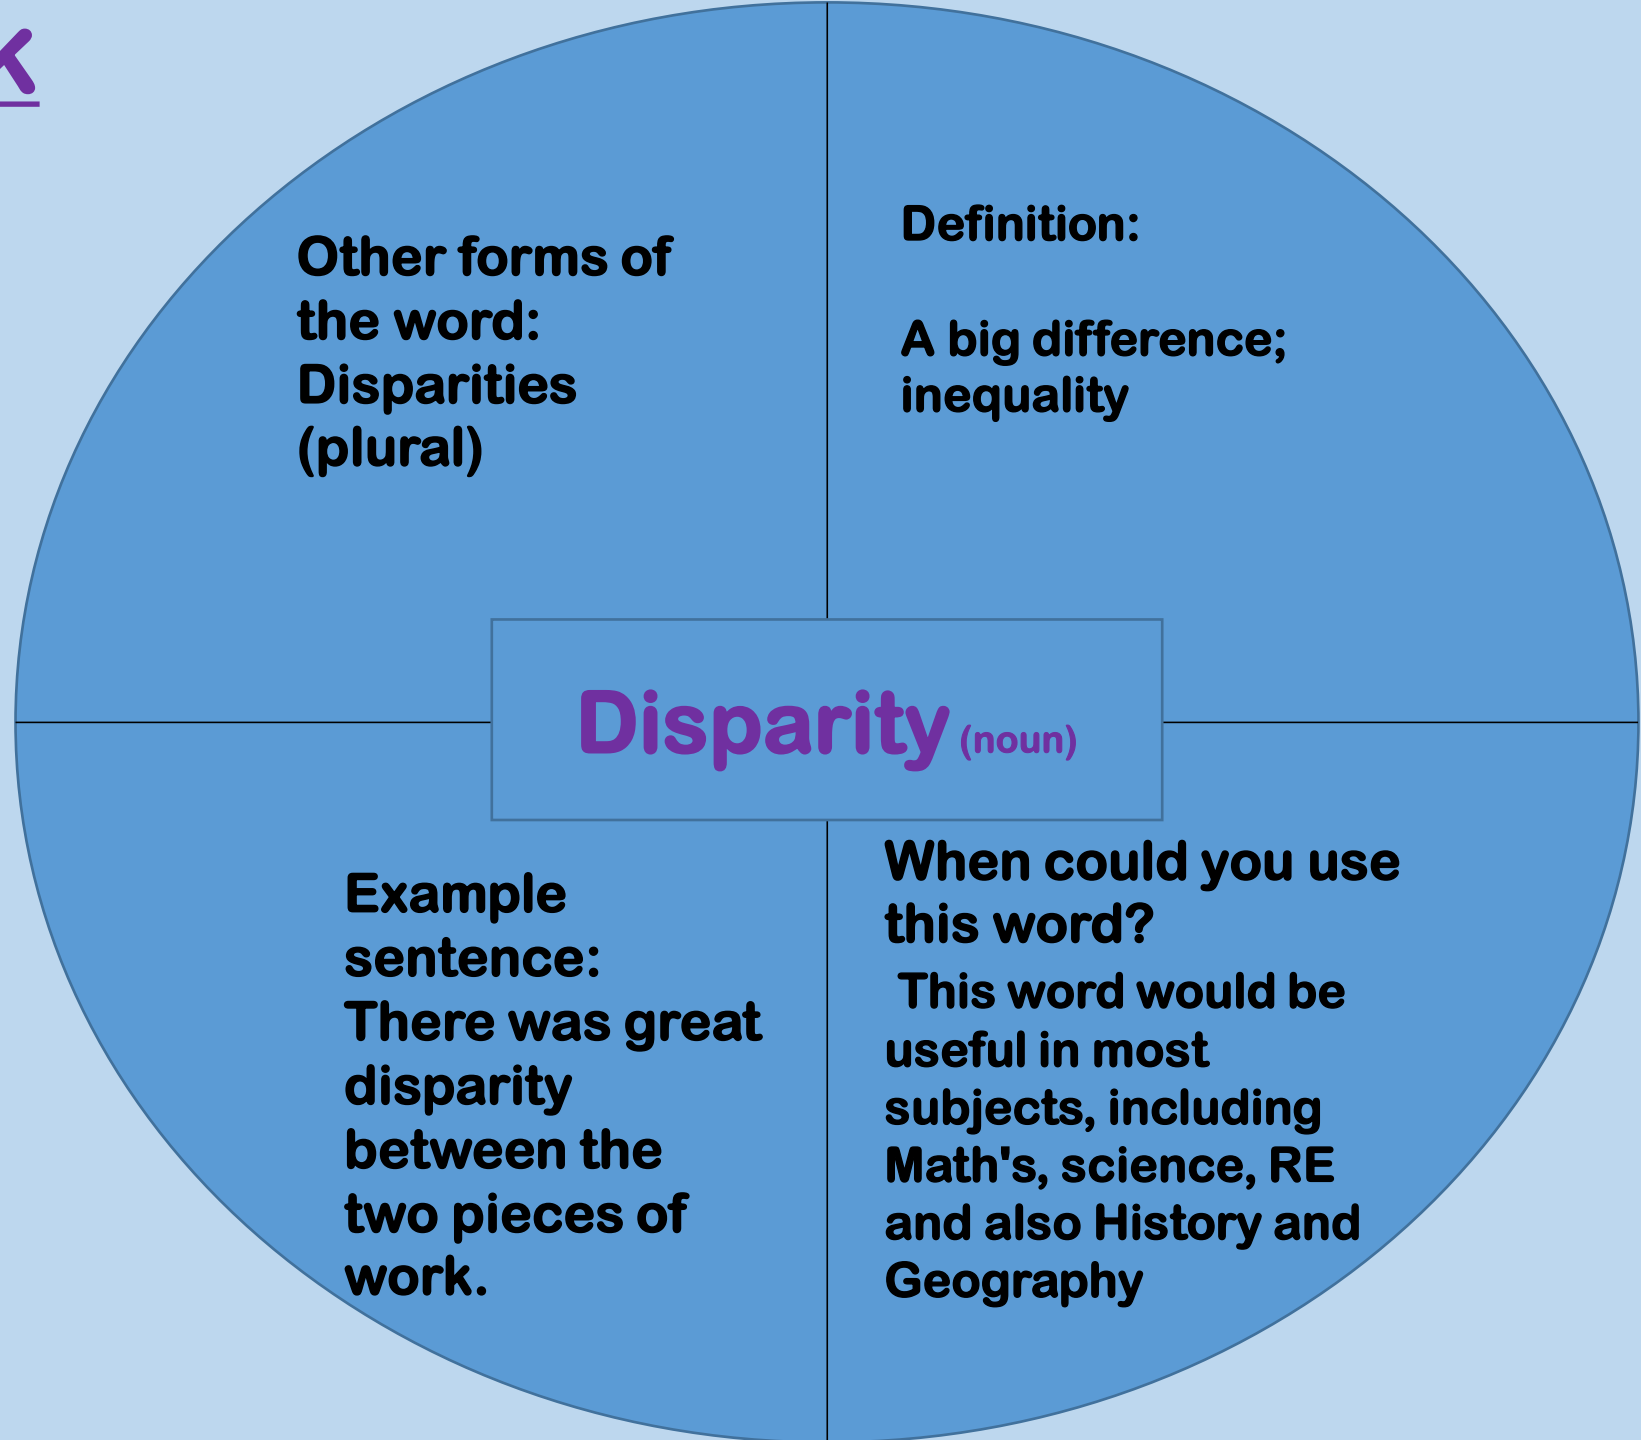 k
Other forms of
the word:
Disparities
(plural)
Definition:
A big difference;
inequality
Disparity (noun)
Example
sentence:
There was great
disparity
between the
two pieces of
work.
When could you use
this word?
This word would be
useful in most
subjects, including
Math's, science, RE
and also History and
Geography